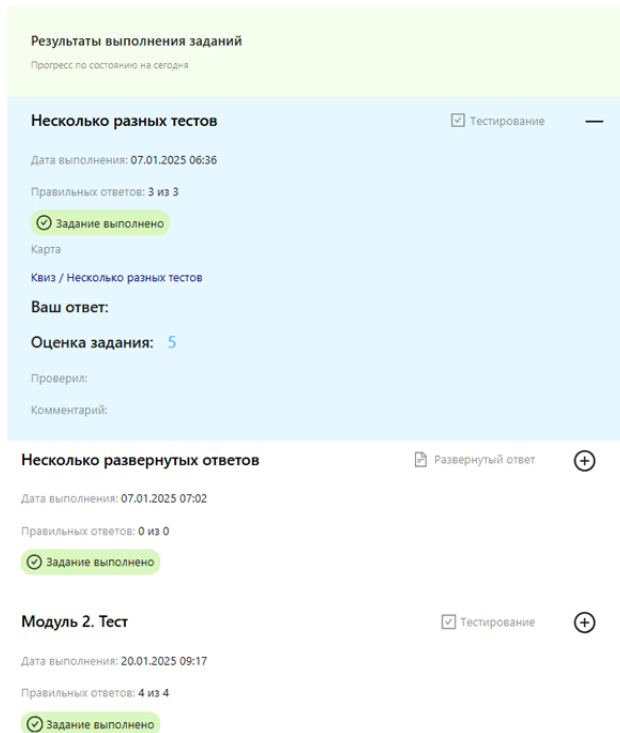 Результаты выполнения заданий
Прогресс по состоянию на сегодня
Несколько разных тестов
Тестирование
Дата выполнения: 07.01.2025 06:36
Правильных ответов: 3 из 3
Задание выполнено
Карта
Квиз / Несколько разных тестов
Ваш ответ:
Оценка задания: 5
Проверил:
Комментарий:
Несколько развернутых ответов
Развернутый ответ
Дата выполнения: 07.01.2025 07:02
Правильных ответов: 0 из 0
Задание выполнено
Модуль 2. Тест
Тестирование
Дата выполнения: 20.01.2025 09:17
Правильных ответов: 4 из 4
Задание выполнено